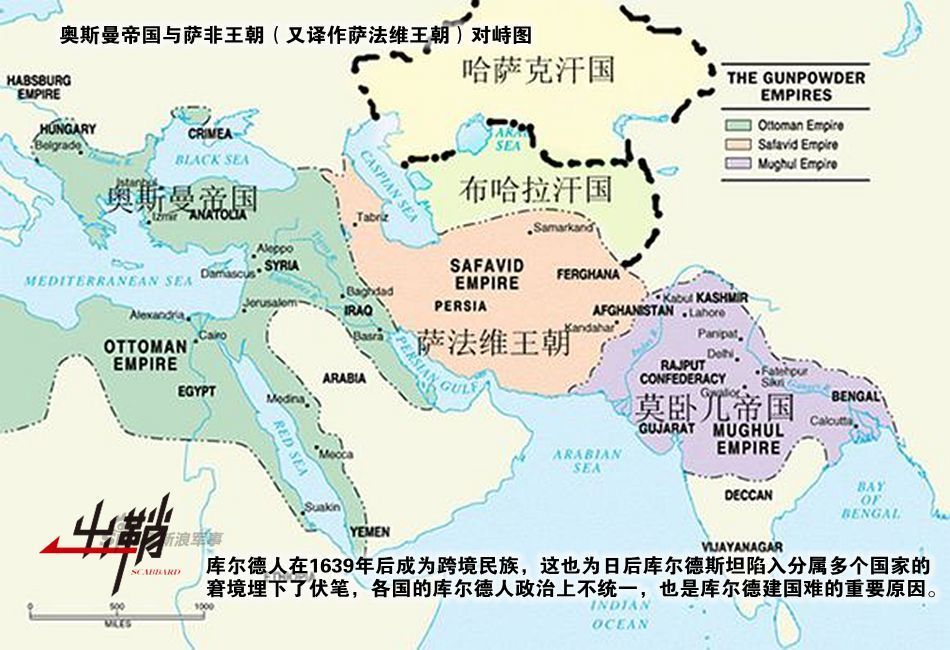 奥斯曼帝国与萨非王朝（又译作萨法维王朝）对峙图
哈萨克汗国
HABSBURG
EMPIRE
THE GUNPOWDER
EMPIRES
Ottoman Empire
Safavid Empire
Mughul Empire
HUNGARY
Belgrade
CRIMEA
BLACK SEA
ARAL
SEA
CASPIAN SEA
布哈拉汗国
Istanbul
奥斯曼帝国
Izmir
ANATOLIA
Tabriz
Samarkand
Aleppo
SYRIA
Damascus
SAFAVID
EMPIRE
FERGHANA
MEDITERRANEAN SEA
Baghdad
IRAQ
PERSIA
AFGHANISTAN
Kabul
KASHMIR
Lahore
Jerusalem
Alexandria
Cairo
Basra
萨法维王朝
Kandahar
Panipat
Delhi
OTTOMAN
EMPIRE
PERSIAN GULF
RAJPUT
CONFEDERACY
Fatehpur
Sikri
EGYPT
ARABIA
Gwalior
莫卧儿帝国
BENGAL
Medina
GUJARAT
MUGHUL
EMPIRE
Calcutta
RED SEA
Mecca
ARABIAN
SEA
DECCAN
BAY
OF
BENGAL
Suakin
YEMEN
VIJAYANAGAR
出鞘
新浪军事
SCABBARD
库尔德人在1639年后成为跨境民族，这也为日后库尔德斯坦陷入分属多个国家的
窘境埋下了伏笔，各国的库尔德人政治上不统一，也是库尔德建国难的重要原因。
0 500 1000
MILES
INDIAN
OCEAN